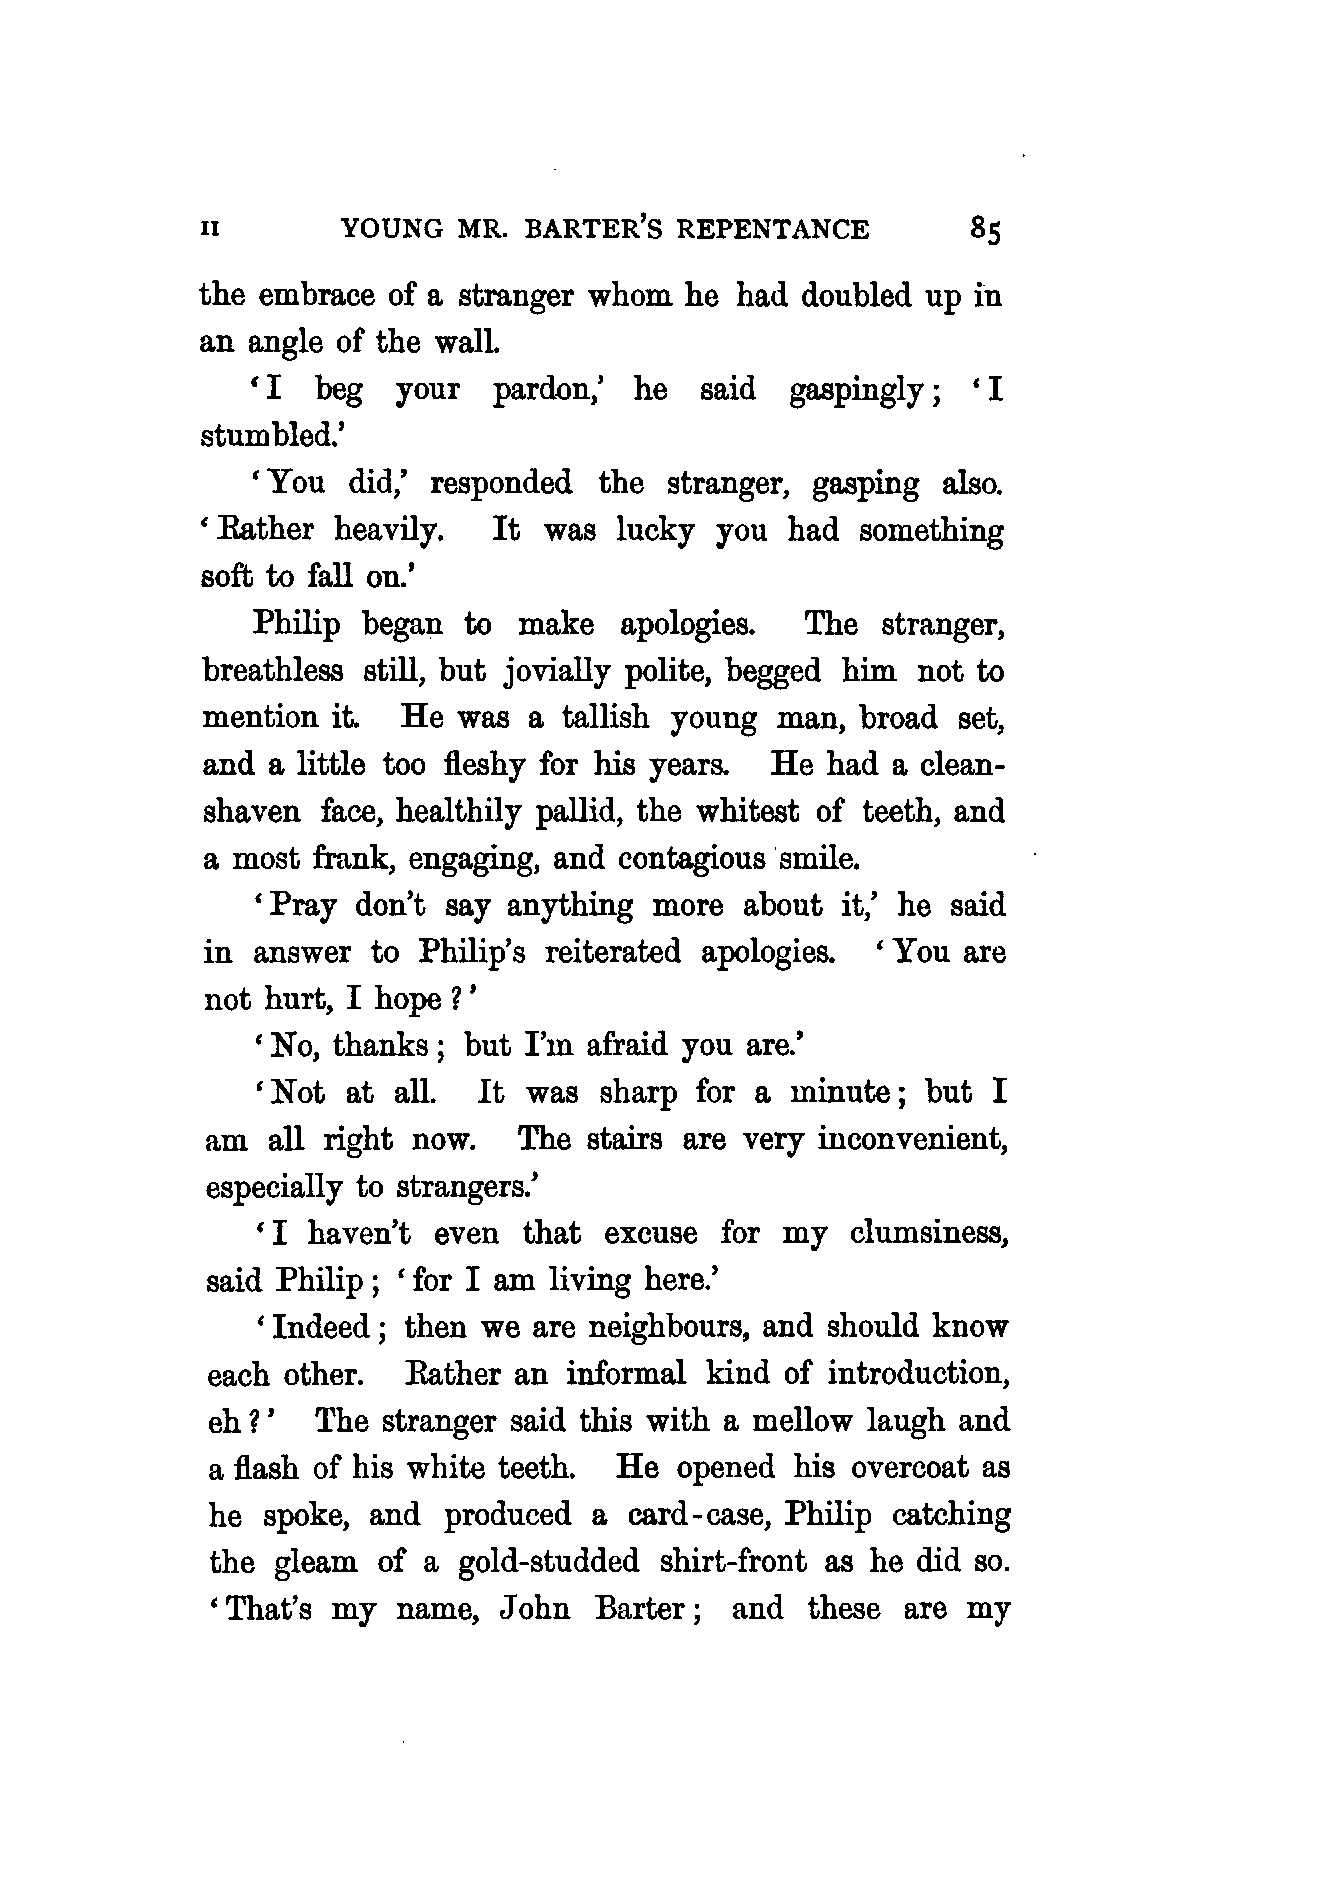 II YOUNG MR. BARTER'S REPENTANCE 85
the embrace of a stranger whom he had doubled up in
an angle of the wall.
‘I beg your pardon,’ he said gaspingly; ‘I
stumbled.’
‘You did,’ responded the stranger, gasping also.
‘Rather heavily. It was lucky you had something
soft to fall on.’
Philip began to make apologies. The stranger,
breathless still, but jovially polite, begged him not to
mention it. He was a tallish young man, broad set,
and a little too fleshy for his years. He had a clean-
shaven face, healthily pallid, the whitest of teeth, and
a most frank, engaging, and contagious smile.
‘Pray don’t say anything more about it,’ he said
in answer to Philip’s reiterated apologies. ‘You are
not hurt, I hope?’
‘No, thanks; but I’m afraid you are.’
‘Not at all. It was sharp for a minute; but I
am all right now. The stairs are very inconvenient,
especially to strangers.’
‘I haven’t even that excuse for my clumsiness,
said Philip; ‘for I am living here.’
‘Indeed; then we are neighbours, and should know
each other. Rather an informal kind of introduction,
eh?’ The stranger said this with a mellow laugh and
a flash of his white teeth. He opened his overcoat as
he spoke, and produced a card-case, Philip catching
the gleam of a gold-studded shirt-front as he did so.
‘That’s my name, John Barter; and these are my